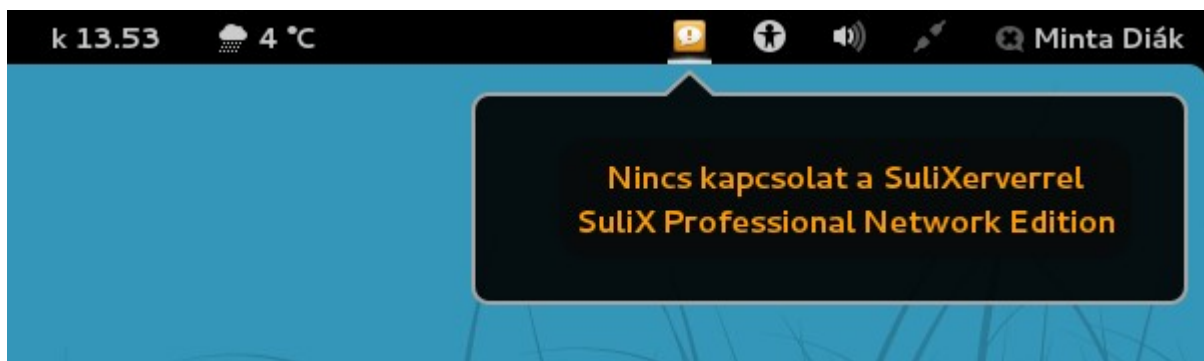 k 13.53 4 °C Minta Diák
Nincs kapcsolat a SuliXerverrel
SuliX Professional Network Edition